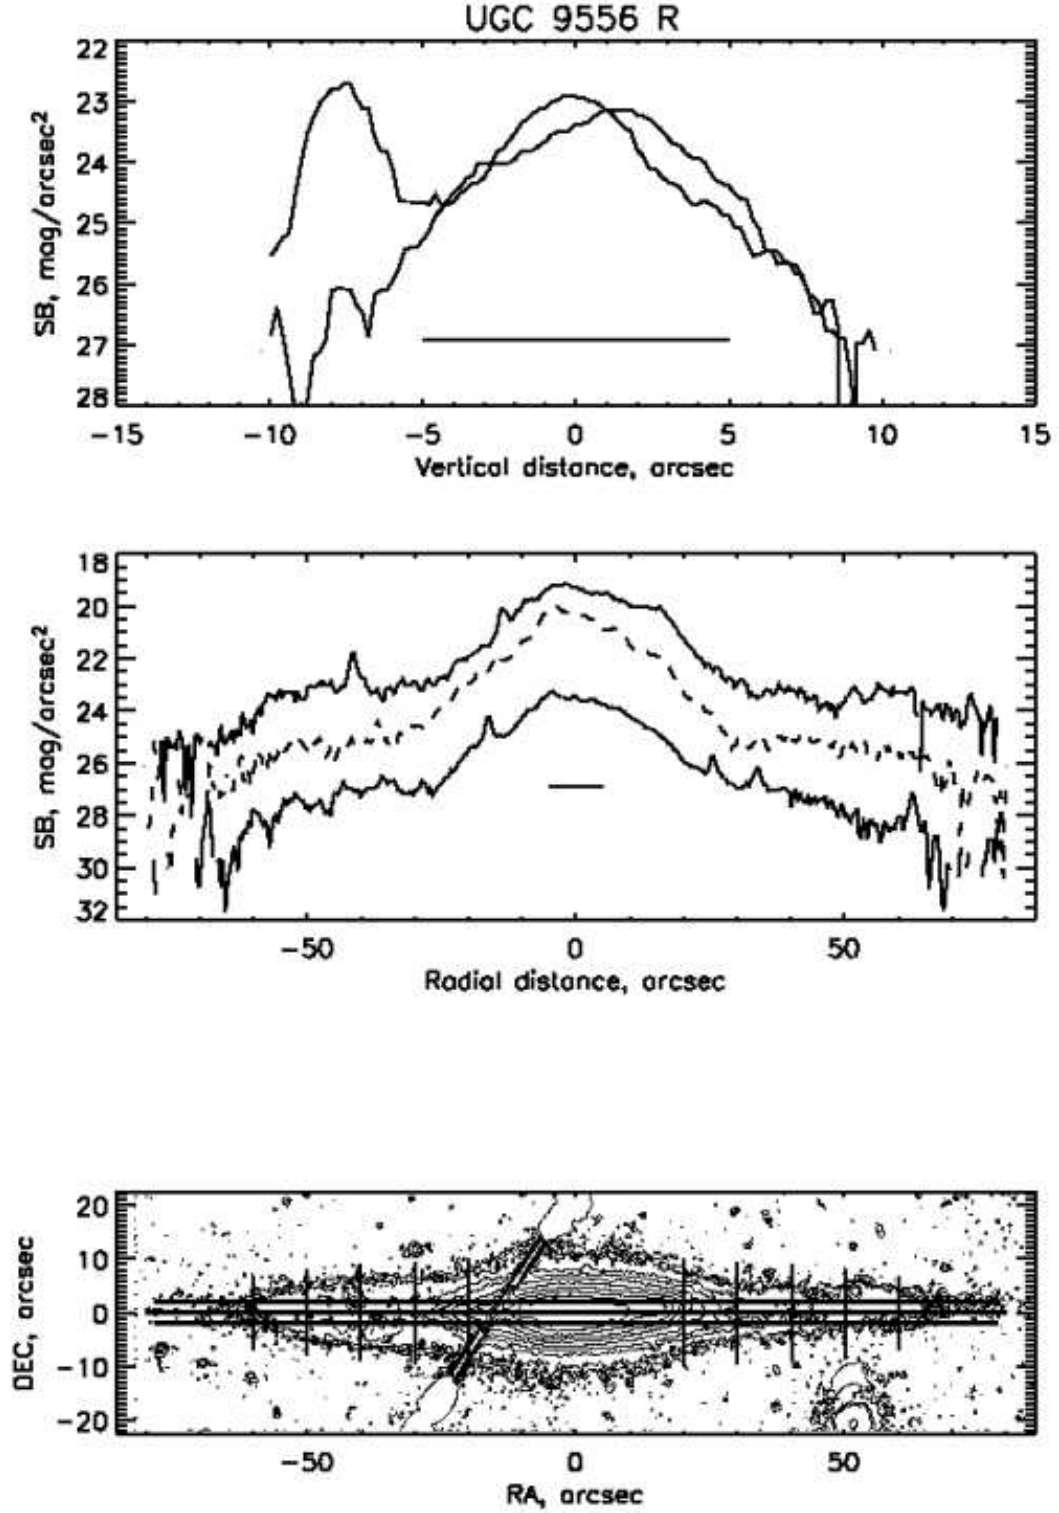 UGC 9556 R
22
23
24
25
26
27
28
SB, mag/arcsec²
−15 −10 −5 0 5 10 15
Vertical distance, arcsec
18
20
22
24
26
28
30
32
SB, mag/arcsec²
−50 0 50
Radial distance, arcsec
20
10
0
−10
−20
DEC, arcsec
−50 0 50
RA, arcsec